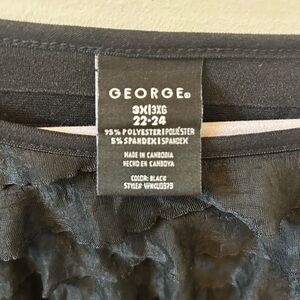 GEORGE®
3X|3XG
22-24
95% POLYESTER|POLIÉSTER
5% SPANDEX|SPANDEX
MADE IN CAMBODIA
HECHO EN CAMBOYA
COLOR: BLACK
STYLE#